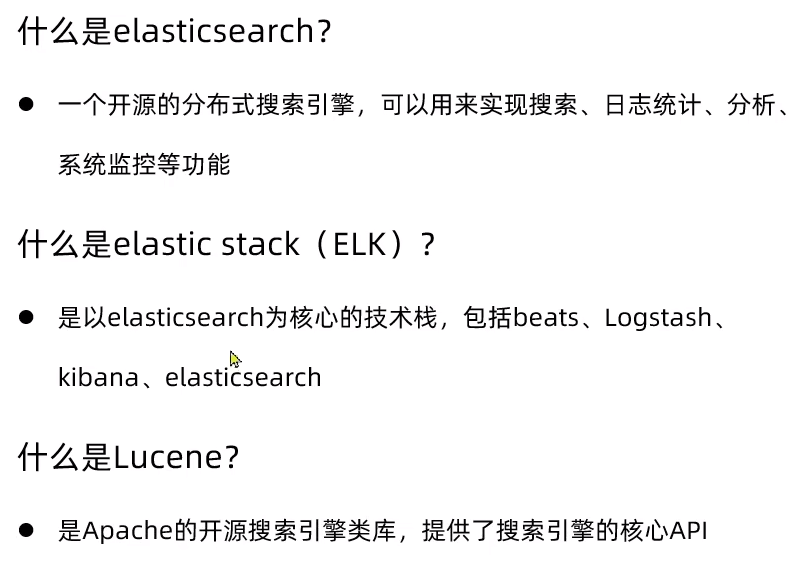 什么是elasticsearch？
● 一个开源的分布式搜索引擎，可以用来实现搜索、日志统计、分析、
系统监控等功能
什么是elastic stack（ELK）？
● 是以elasticsearch为核心的技术栈，包括beats、Logstash、
kibana、elasticsearch
什么是Lucene？
● 是Apache的开源搜索引擎类库，提供了搜索引擎的核心API